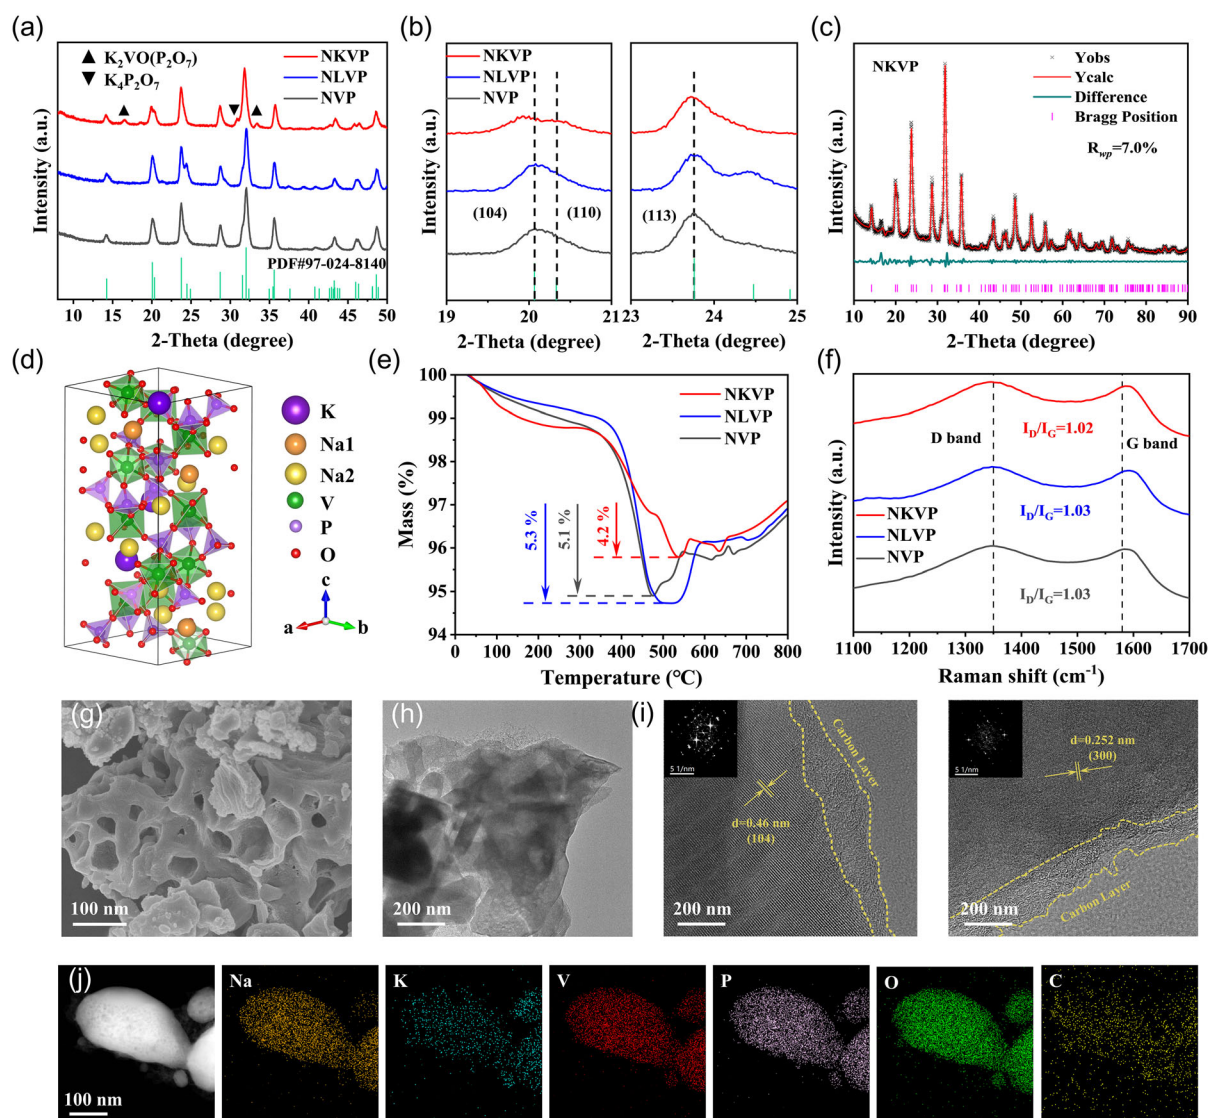 (a)
▲ K₂VO(P₂O₇)
▼ K₄P₂O₇
NKVP
NLVP
NVP
PDF#97-024-8140
Intensity (a.u.)
10 15 20 25 30 35 40 45 50
2-Theta (degree)
(b)
NKVP
NLVP
NVP
(104)
(110)
(113)
Intensity (a.u.)
19 20 21
2-Theta (degree)
23 24 25
2-Theta (degree)
(c)
NKVP
Yobs
Ycalc
Difference
Bragg Position
Rwp=7.0%
Intensity (a.u.)
10 20 30 40 50 60 70 80 90
2-Theta (degree)
(d)
K
Na1
Na2
V
P
O
c
a
b
(e)
NKVP
NLVP
NVP
5.3 %
5.1 %
4.2 %
Mass (%)
100
99
98
97
96
95
94
0 100 200 300 400 500 600 700 800
Temperature (°C)
(f)
D band
G band
I_D/I_G=1.02
I_D/I_G=1.03
I_D/I_G=1.03
NKVP
NLVP
NVP
Intensity (a.u.)
1100 1200 1300 1400 1500 1600 1700
Raman shift (cm⁻¹)
(g)
100 nm
(h)
200 nm
(i)
5 1/nm
Carbon Layer
d=0.46 nm
(104)
200 nm
5 1/nm
d=0.252 nm
(300)
Carbon Layer
200 nm
(j)
100 nm
Na
K
V
P
O
C